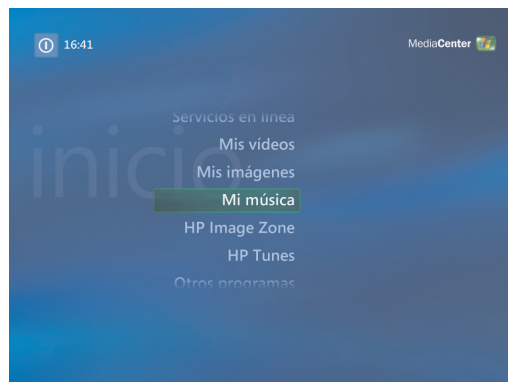 16:41
MediaCenter
inicio
Servicios en línea
Mis vídeos
Mis imágenes
Mi música
HP Image Zone
HP Tunes
Otros programas